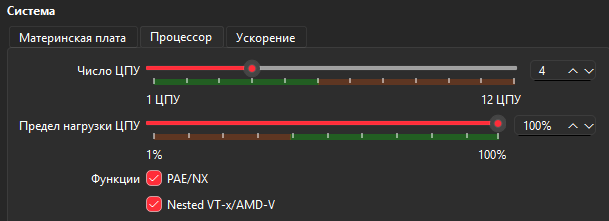 Система
Материнская плата Процессор Ускорение
Число ЦПУ 4
1 ЦПУ 12 ЦПУ
Предел нагрузки ЦПУ 100%
1% 100%
Функции PAE/NX
Nested VT-x/AMD-V